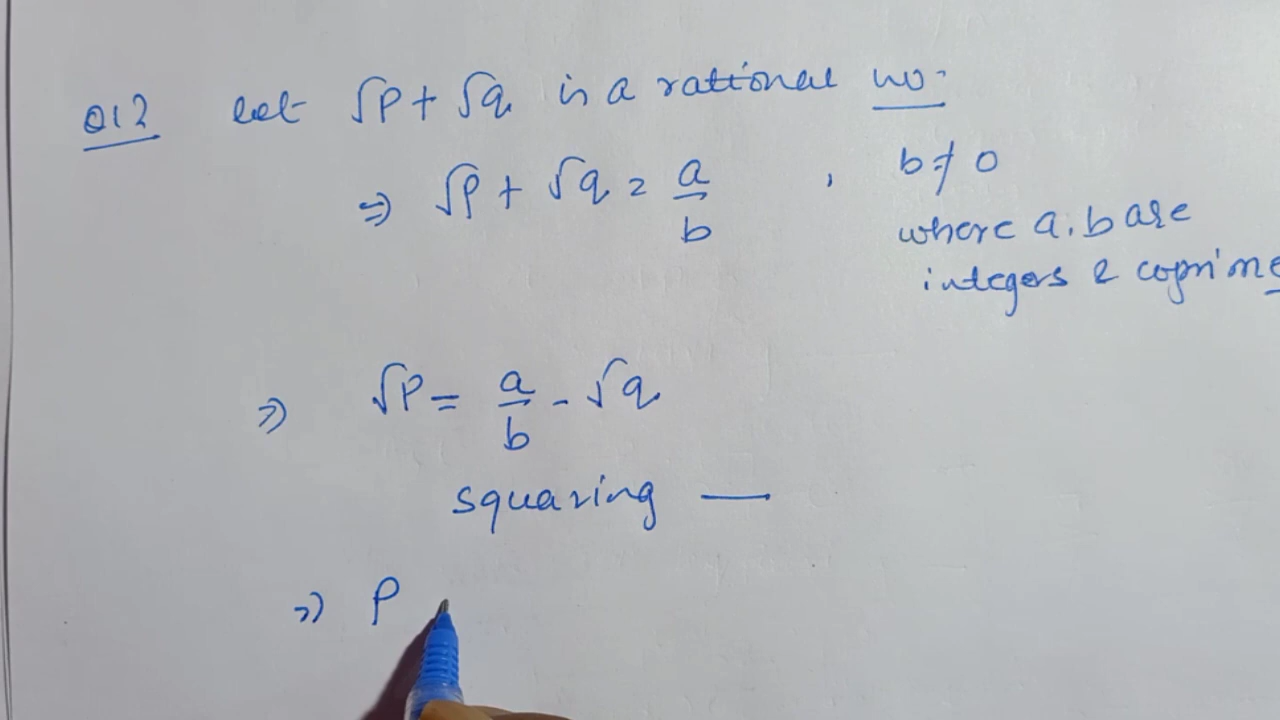 Q12 let √p + √q is a rational no.
⇒ √p + √q = a/b , b ≠ 0
where a, b are
integers & coprime
⇒ √p = a/b - √q
squaring —
⇒ p